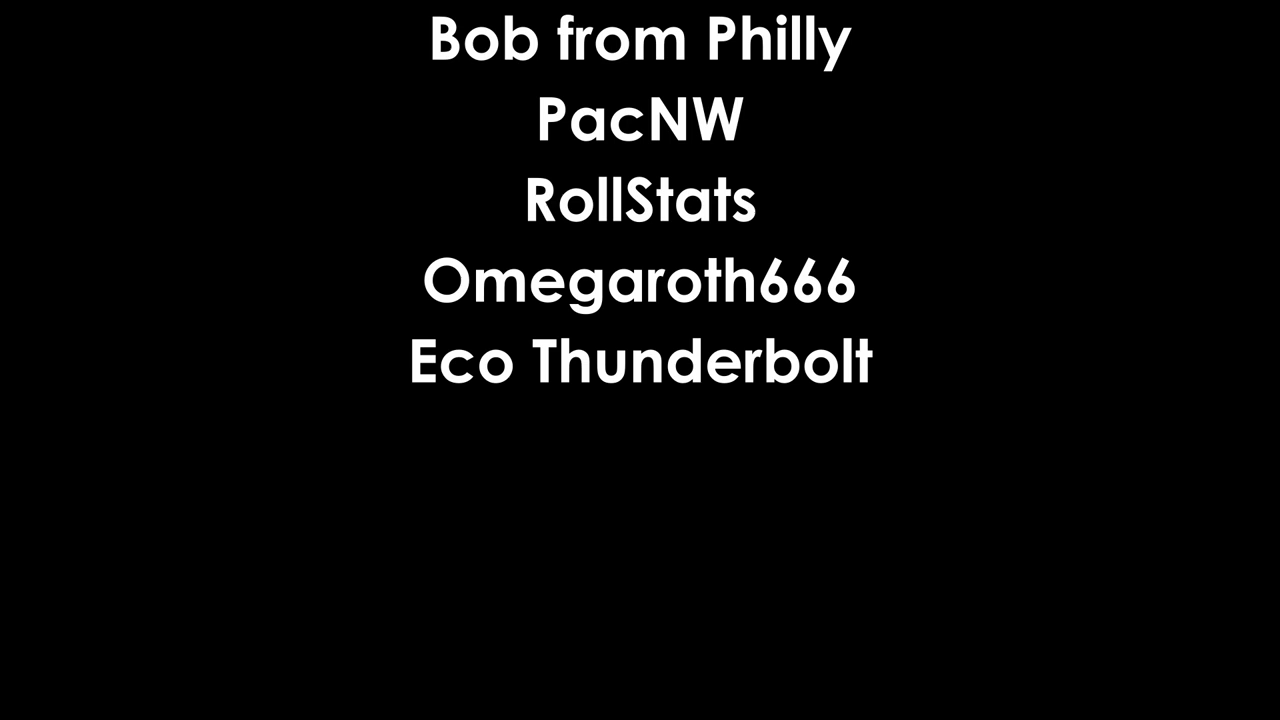 Bob from Philly
PacNW
RollStats
Omegaroth666
Eco Thunderbolt